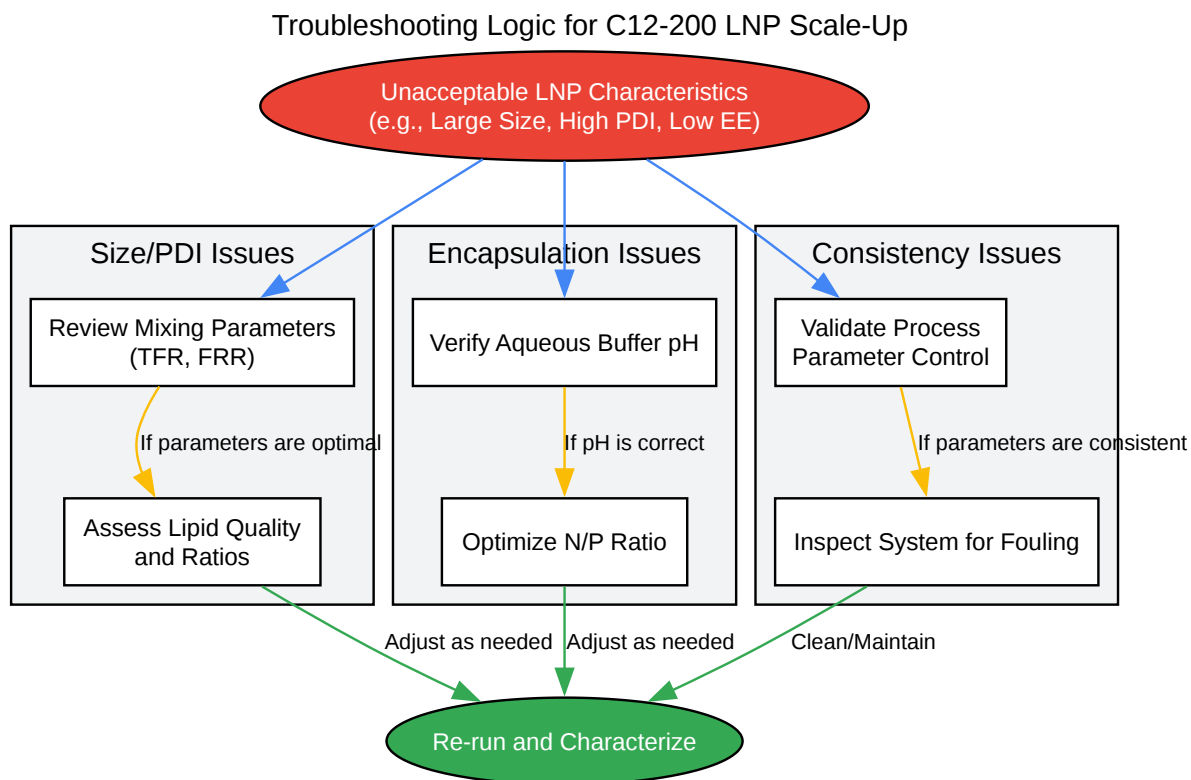 Troubleshooting Logic for C12-200 LNP Scale-Up
Unacceptable LNP Characteristics
(e.g., Large Size, High PDI, Low EE)
Size/PDI Issues
Encapsulation Issues
Consistency Issues
Review Mixing Parameters
(TFR, FRR)
Verify Aqueous Buffer pH
Validate Process
Parameter Control
If parameters are optimal
If pH is correct
If parameters are consistent
Assess Lipid Quality
and Ratios
Optimize N/P Ratio
Inspect System for Fouling
Adjust as needed
Adjust as needed
Clean/Maintain
Re-run and Characterize